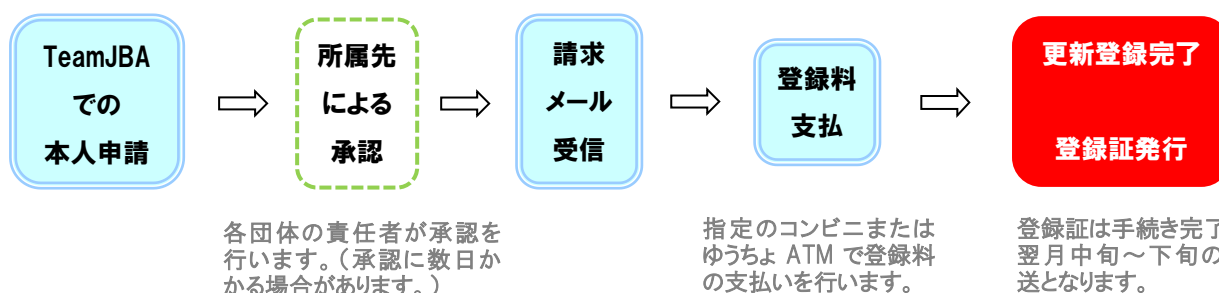 TeamJBA
での
本人申請
所属先
による
承認
請求
メール
受信
登録料
支払
更新登録完了
登録証発行
各団体の責任者が承認を
行います。（承認に数日か
かる場合があります。）
指定のコンビニまたは
ゆうちょ ATM で登録料
の支払いを行います。
登録証は手続き完了
翌月中旬～下旬の
送となります。